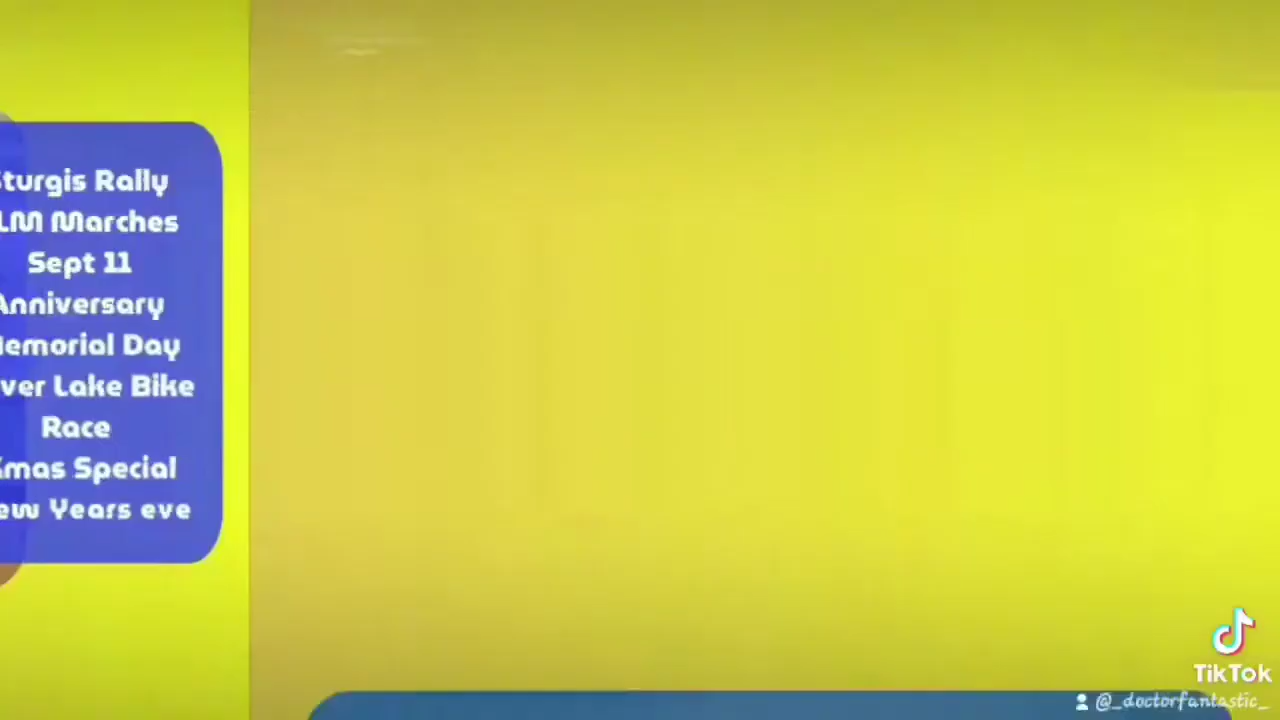 turgis Rally
LM Marches
Sept 11
Anniversary
emorial Day
ver Lake Bike
Race
mas Special
ew Years eve
TikTok
@_doctorfantastic_